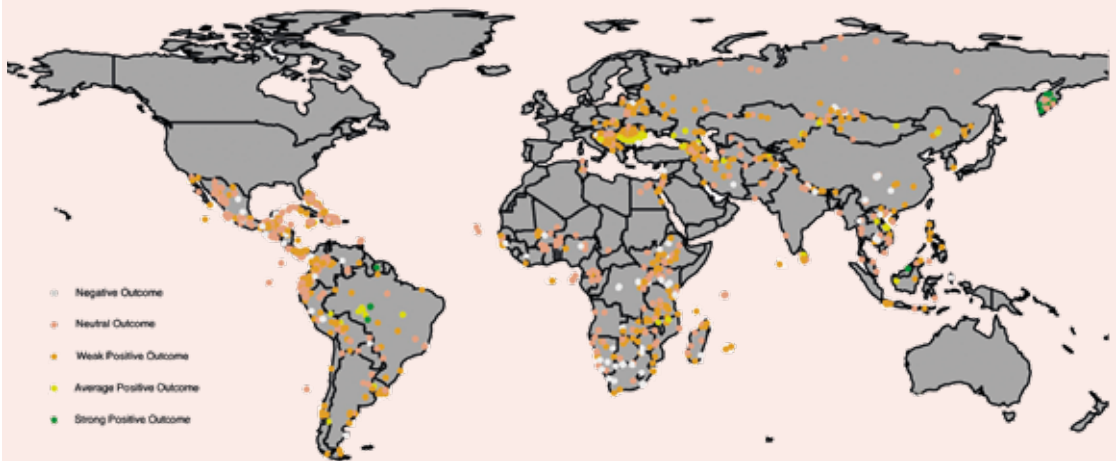 Negative Outcome
Neutral Outcome
Weak Positive Outcome
Average Positive Outcome
Strong Positive Outcome